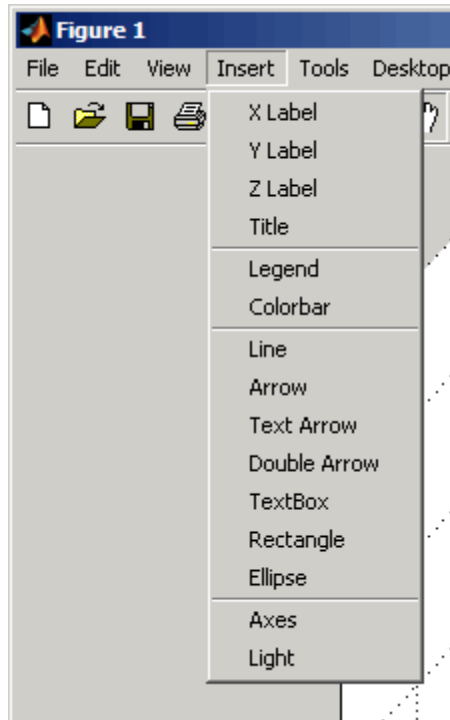 Figure 1
File Edit View Insert Tools Desktop
X Label
Y Label
Z Label
Title
Legend
Colorbar
Line
Arrow
Text Arrow
Double Arrow
TextBox
Rectangle
Ellipse
Axes
Light